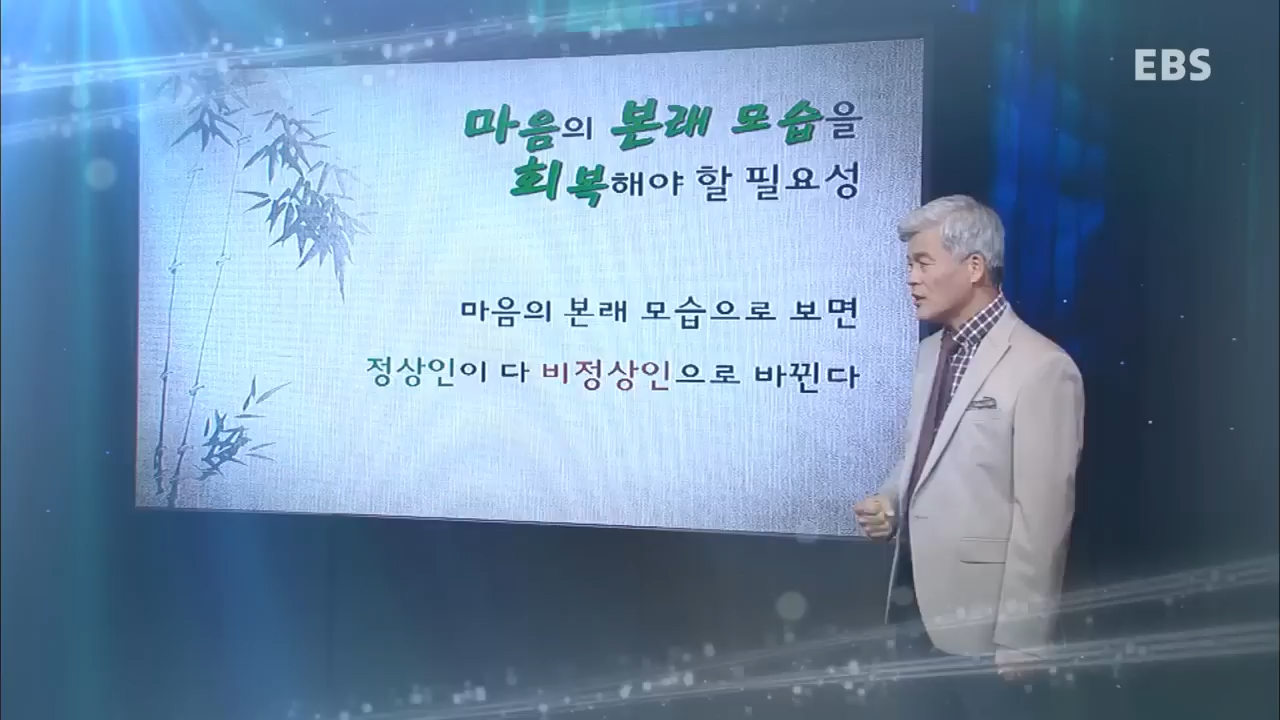 EBS
마음의 본래 모습을
회복해야 할 필요성
마음의 본래 모습으로 보면
정상인이 다 비정상인으로 바뀐다